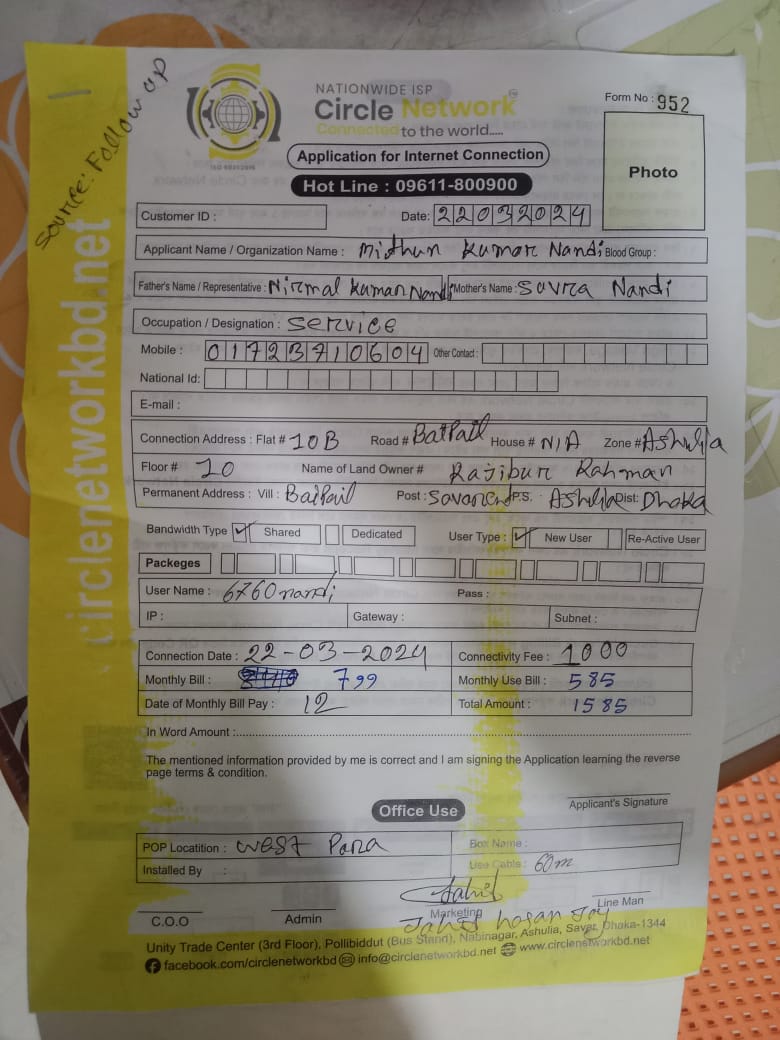 Source: Follow up
circlenetworkbd.net
NATIONWIDE ISP
Circle Network
Connected to the world.....
ISO
Form No : 952
Application for Internet Connection
Hot Line : 09611-800900
Photo
Customer ID :
Date: 22032024
Applicant Name / Organization Name : Midhun Kumar Nandi Blood Group :
Father's Name / Representative : Nirmal Kumar Nandi Mother's Name : Savra Nandi
Occupation / Designation : Service
Mobile : 01723710604 Other Contact :
National Id:
E-mail :
Connection Address : Flat # 10B Road # Baipail House # N/A Zone # Ashulia
Floor # 10 Name of Land Owner # Rajibur Rahman
Permanent Address : Vill : Baipail Post : P.S. Ashulia Dist: Dhaka
Bandwidth Type ✓ Shared Dedicated User Type : ✓ New User Re-Active User
Packeges
User Name : 6760nandi Pass :
IP : Gateway : Subnet :
Connection Date : 22-03-2024 Connectivity Fee : 1000
Monthly Bill : 799 Monthly Use Bill : 585
Date of Monthly Bill Pay : 12 Total Amount : 1585
In Word Amount :
The mentioned information provided by me is correct and I am signing the Application learning the reverse
page terms & condition.
Applicant's Signature
Office Use
POP Locatition : West Para Box Name :
Installed By : Use Cable : 60m
Jahid
C.O.O Admin Marketing Line Man
Jahid hasan Joy
Unity Trade Center (3rd Floor), Pollibiddut (Bus Stand), Nabinagar, Ashulia, Savar, Dhaka-1344
facebook.com/circlenetworkbd info@circlenetworkbd.net www.circlenetworkbd.net